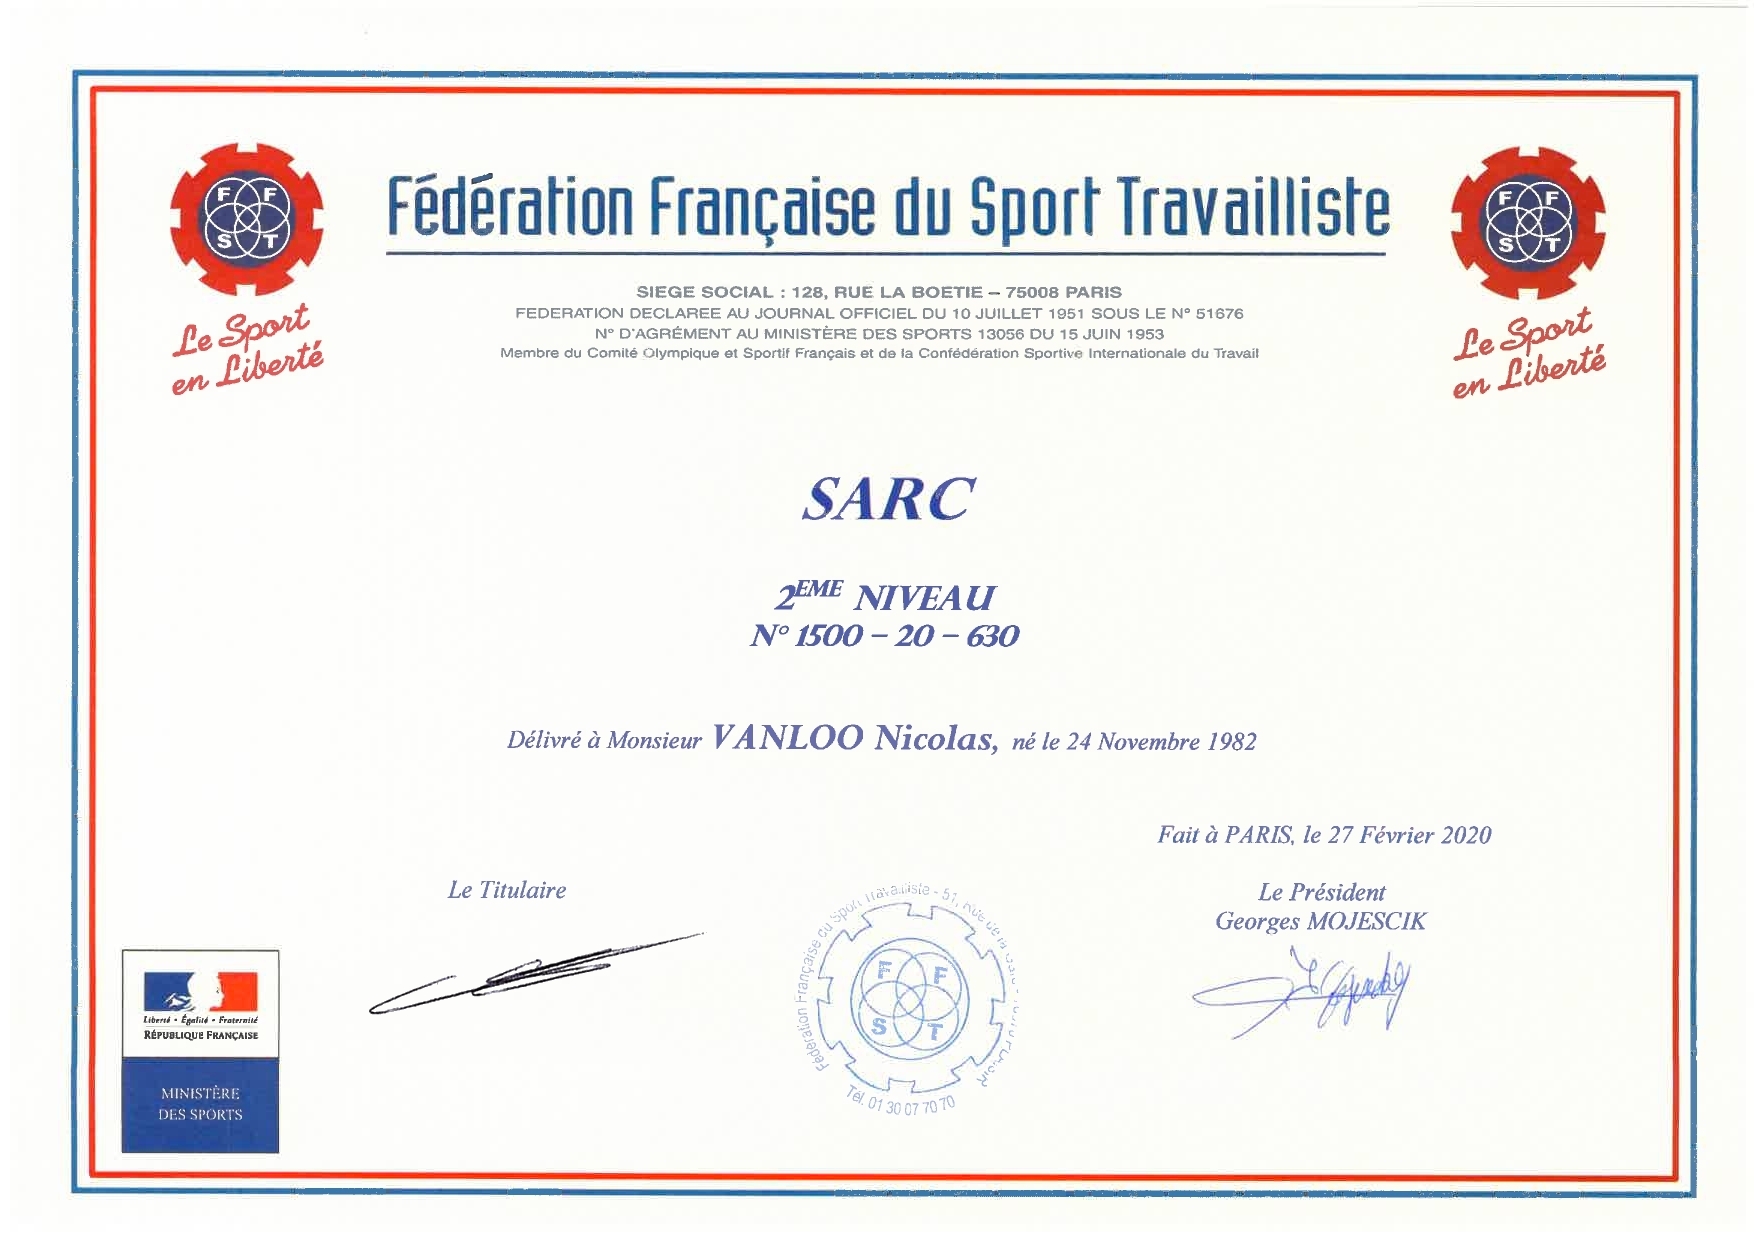 F F
S T
Le Sport
en Liberté
Fédération Française du Sport Travailliste
F F
S T
Le Sport
en Liberté
SIEGE SOCIAL : 128, RUE LA BOETIE – 75008 PARIS
FEDERATION DECLAREE AU JOURNAL OFFICIEL DU 10 JUILLET 1951 SOUS LE N° 51676
N° D'AGRÉMENT AU MINISTÈRE DES SPORTS 13056 DU 15 JUIN 1953
Membre du Comité Olympique et Sportif Français et de la Confédération Sportive Internationale du Travail
SARC
2EME NIVEAU
N° 1500 – 20 – 630
Délivré à Monsieur VANLOO Nicolas, né le 24 Novembre 1982
Fait à PARIS, le 27 Février 2020
Le Titulaire
Le Président
Georges MOJESCIK
Fédération Française du Sport Travailliste - 51, Rue de la
F F
S T
Tél. 01 30 07 70 70
Liberté • Égalité • Fraternité
RÉPUBLIQUE FRANÇAISE
MINISTÈRE
DES SPORTS